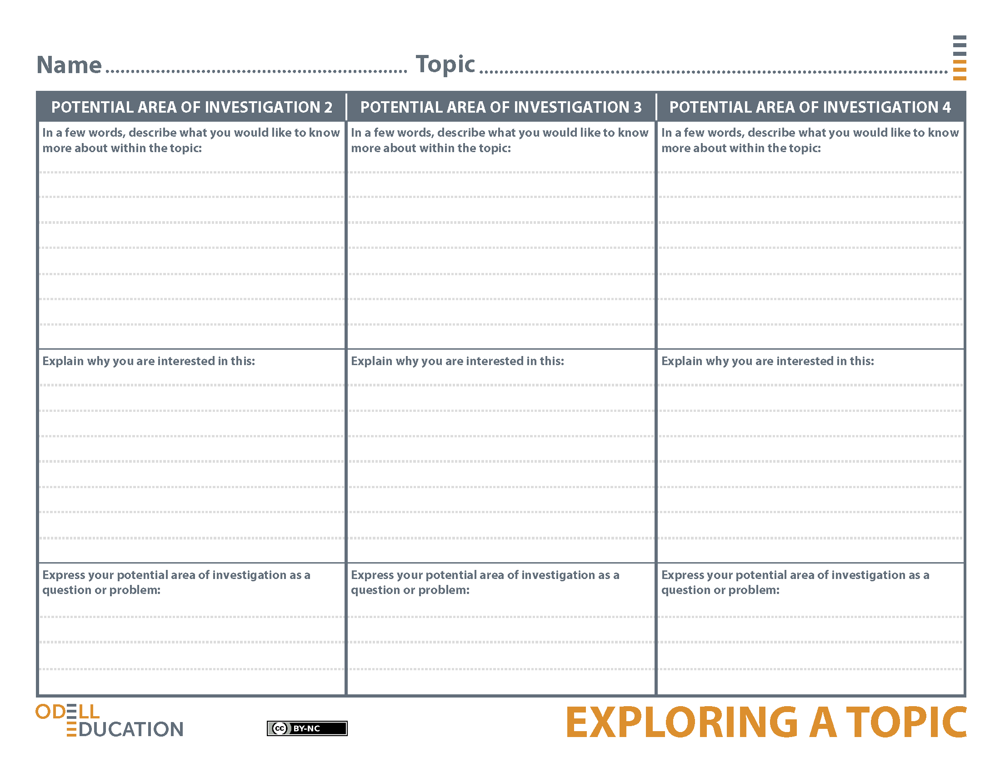 Name Topic
POTENTIAL AREA OF INVESTIGATION 2
In a few words, describe what you would like to know
more about within the topic:
Explain why you are interested in this:
Express your potential area of investigation as a
question or problem:
POTENTIAL AREA OF INVESTIGATION 3
In a few words, describe what you would like to know
more about within the topic:
Explain why you are interested in this:
Express your potential area of investigation as a
question or problem:
POTENTIAL AREA OF INVESTIGATION 4
In a few words, describe what you would like to know
more about within the topic:
Explain why you are interested in this:
Express your potential area of investigation as a
question or problem:
ODELL
EDUCATION
cc BY-NC
EXPLORING A TOPIC